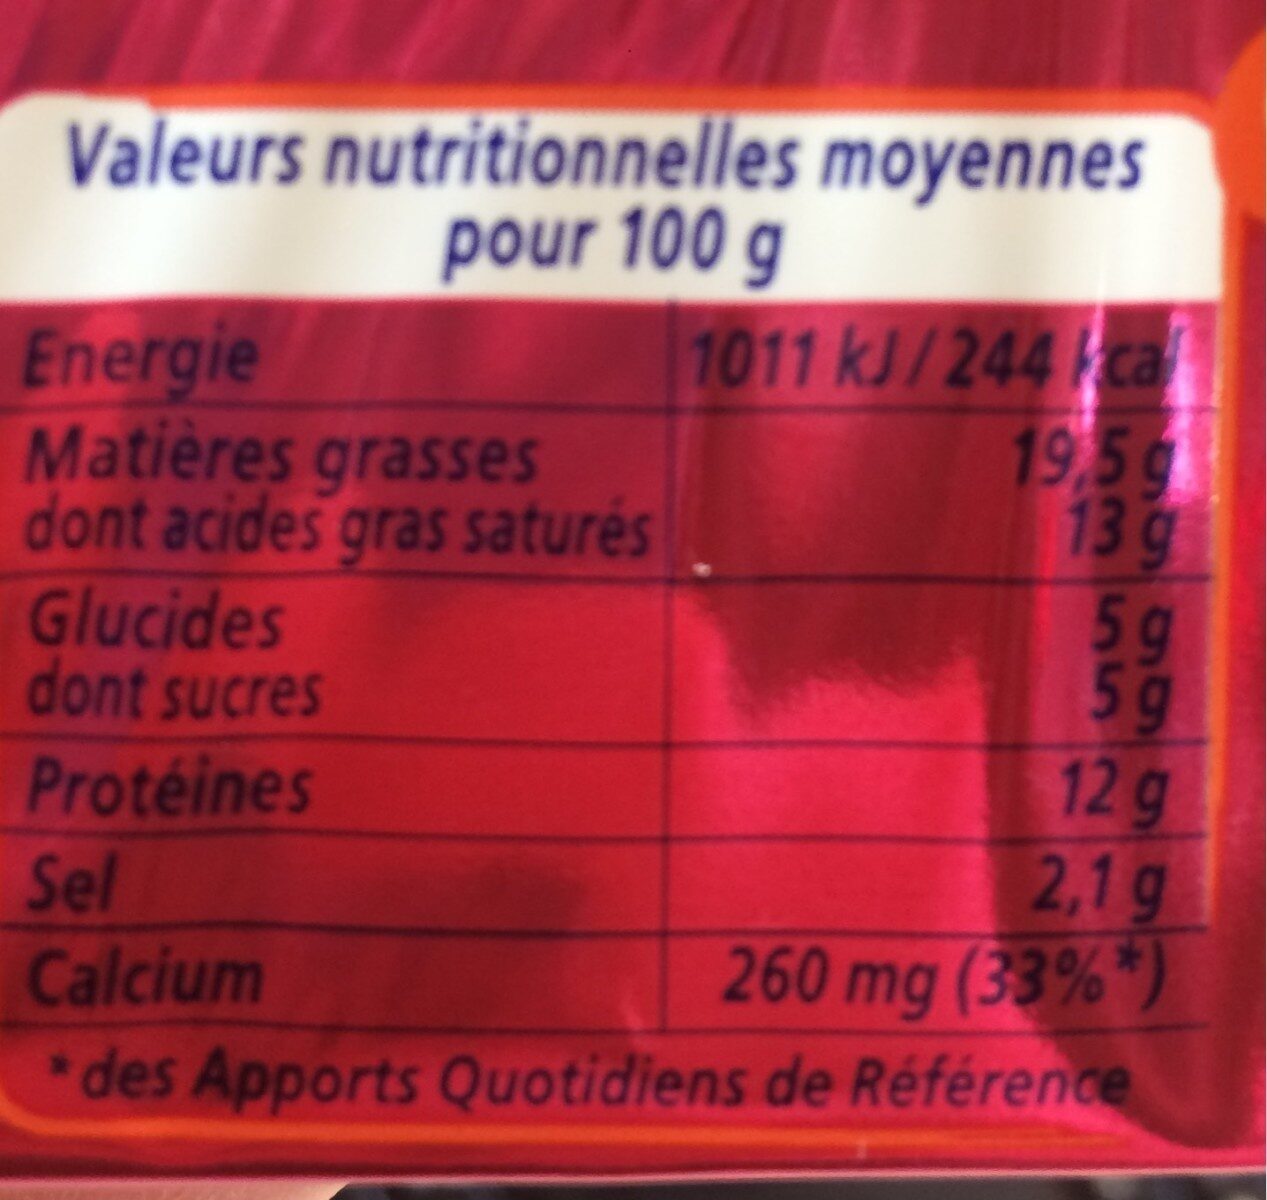 Valeurs nutritionnelles moyennes
pour 100 g
Energie 1011 kJ / 244 kcal
Matières grasses 19,5 g
dont acides gras saturés 13 g
Glucides 5 g
dont sucres 5 g
Protéines 12 g
Sel 2,1 g
Calcium 260 mg (33%*)
* des Apports Quotidiens de Référence